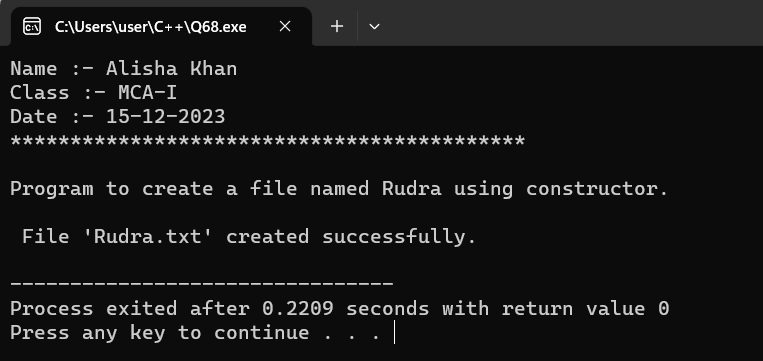 C:\Users\user\C++\Q68.exe
Name :- Alisha Khan
Class :- MCA-I
Date :- 15-12-2023
*******************************************
Program to create a file named Rudra using constructor.
File 'Rudra.txt' created successfully.
--------------------------------
Process exited after 0.2209 seconds with return value 0
Press any key to continue . . .